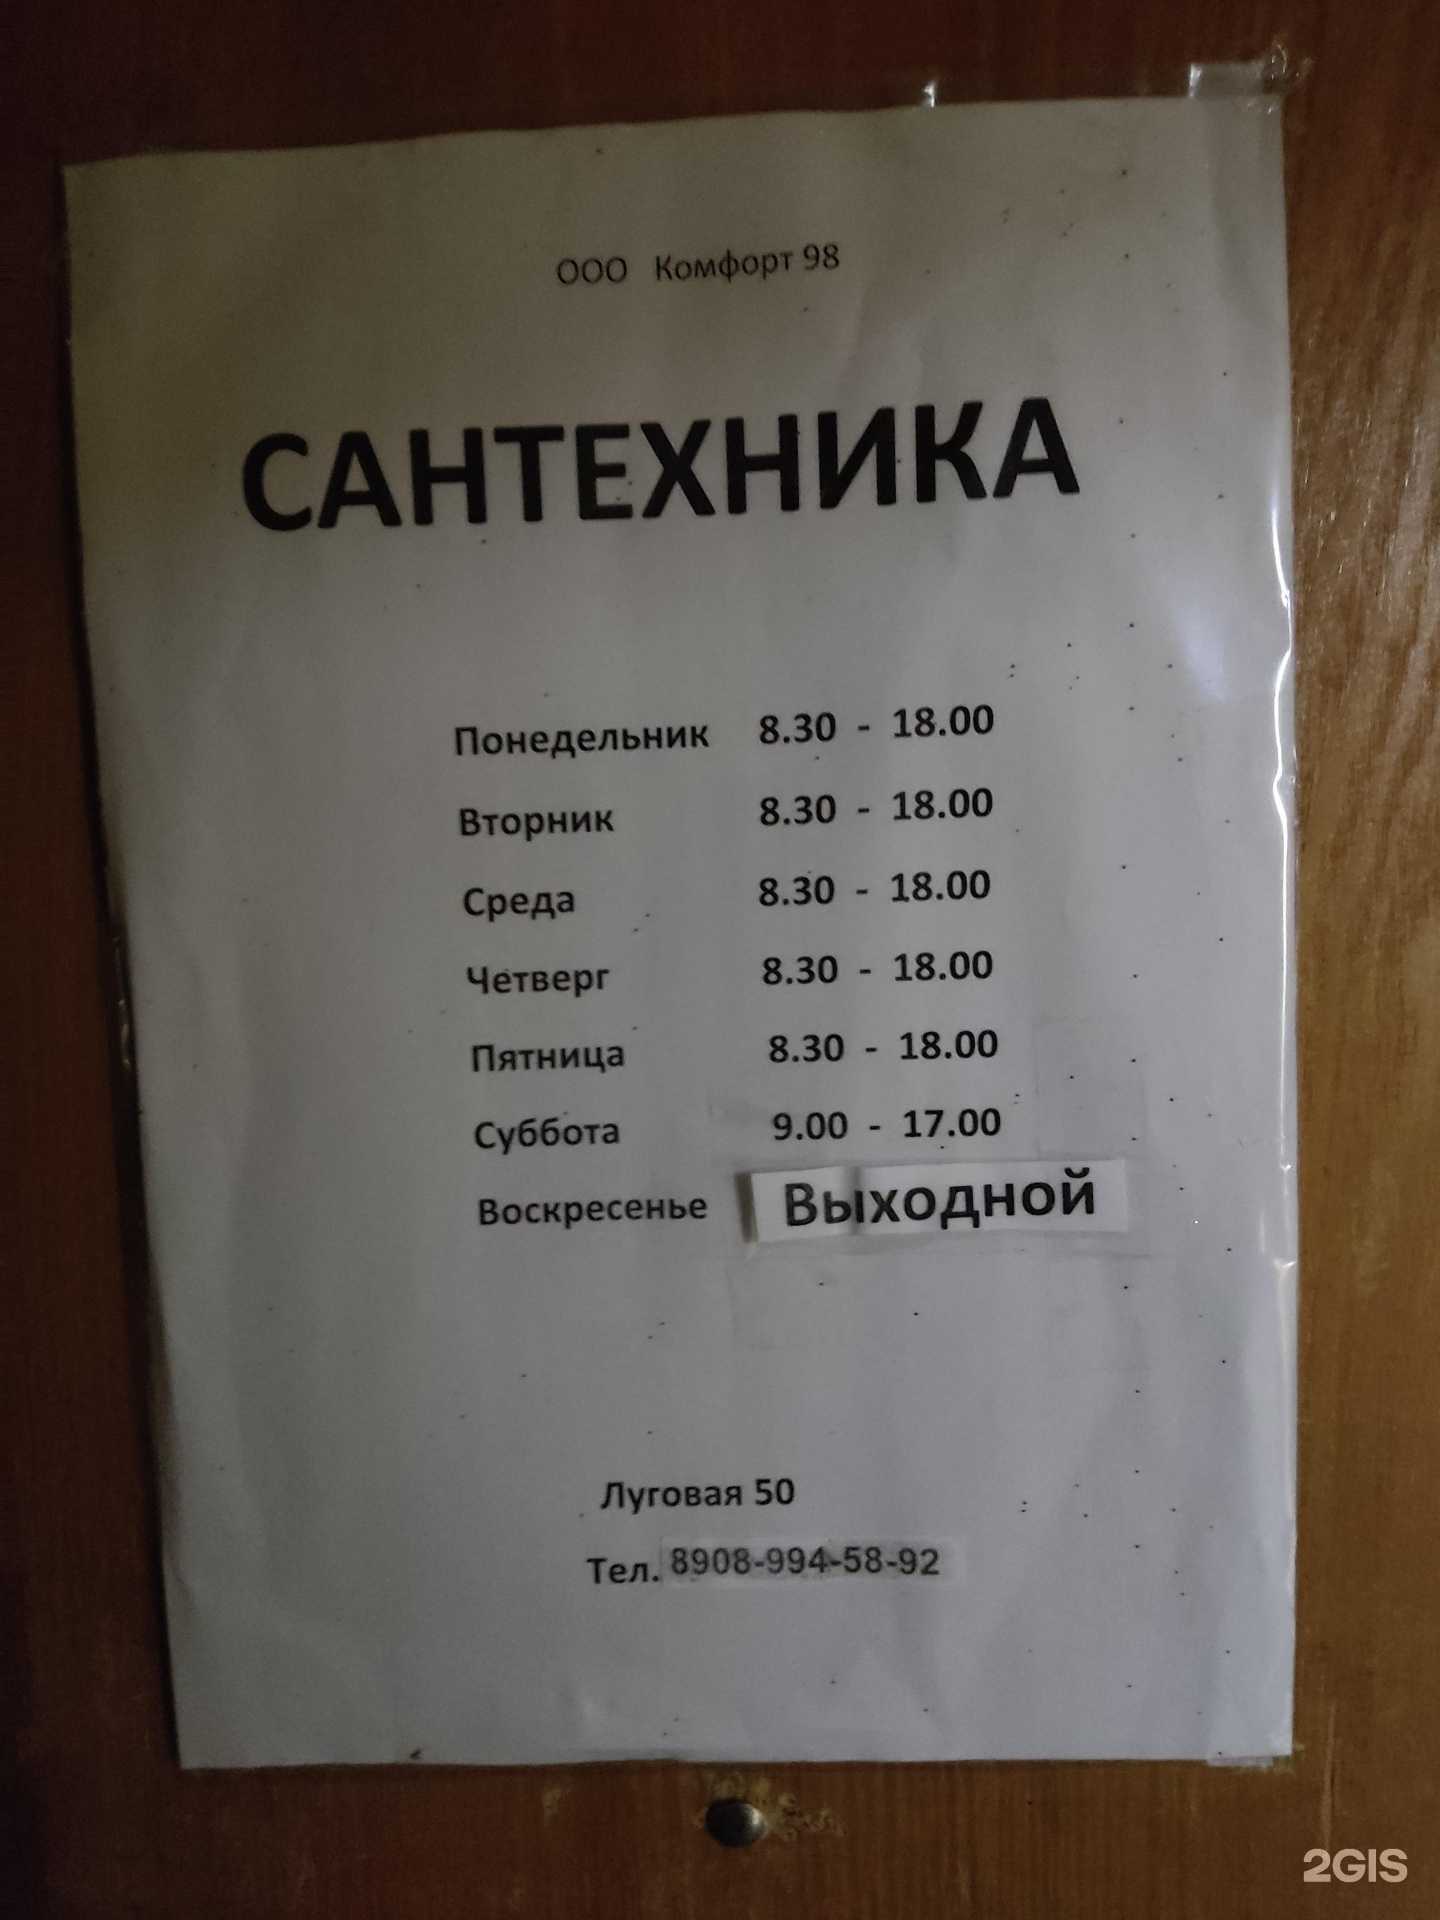 ООО Комфорт 98
САНТЕХНИКА
Понедельник 8.30 - 18.00
Вторник 8.30 - 18.00
Среда 8.30 - 18.00
Четверг 8.30 - 18.00
Пятница 8.30 - 18.00
Суббота 9.00 - 17.00
Воскресенье Выходной
Луговая 50
Тел. 8908-994-58-92
2GIS